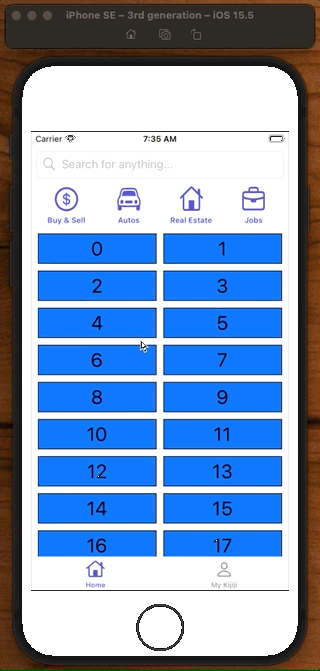 iPhone SE – 3rd generation – iOS 15.5
Carrier 7:35 AM
Search for anything...
Buy & Sell Autos Real Estate Jobs
0 1
2 3
4 5
6 7
8 9
10 11
12 13
14 15
16 17
Home My Kijiji